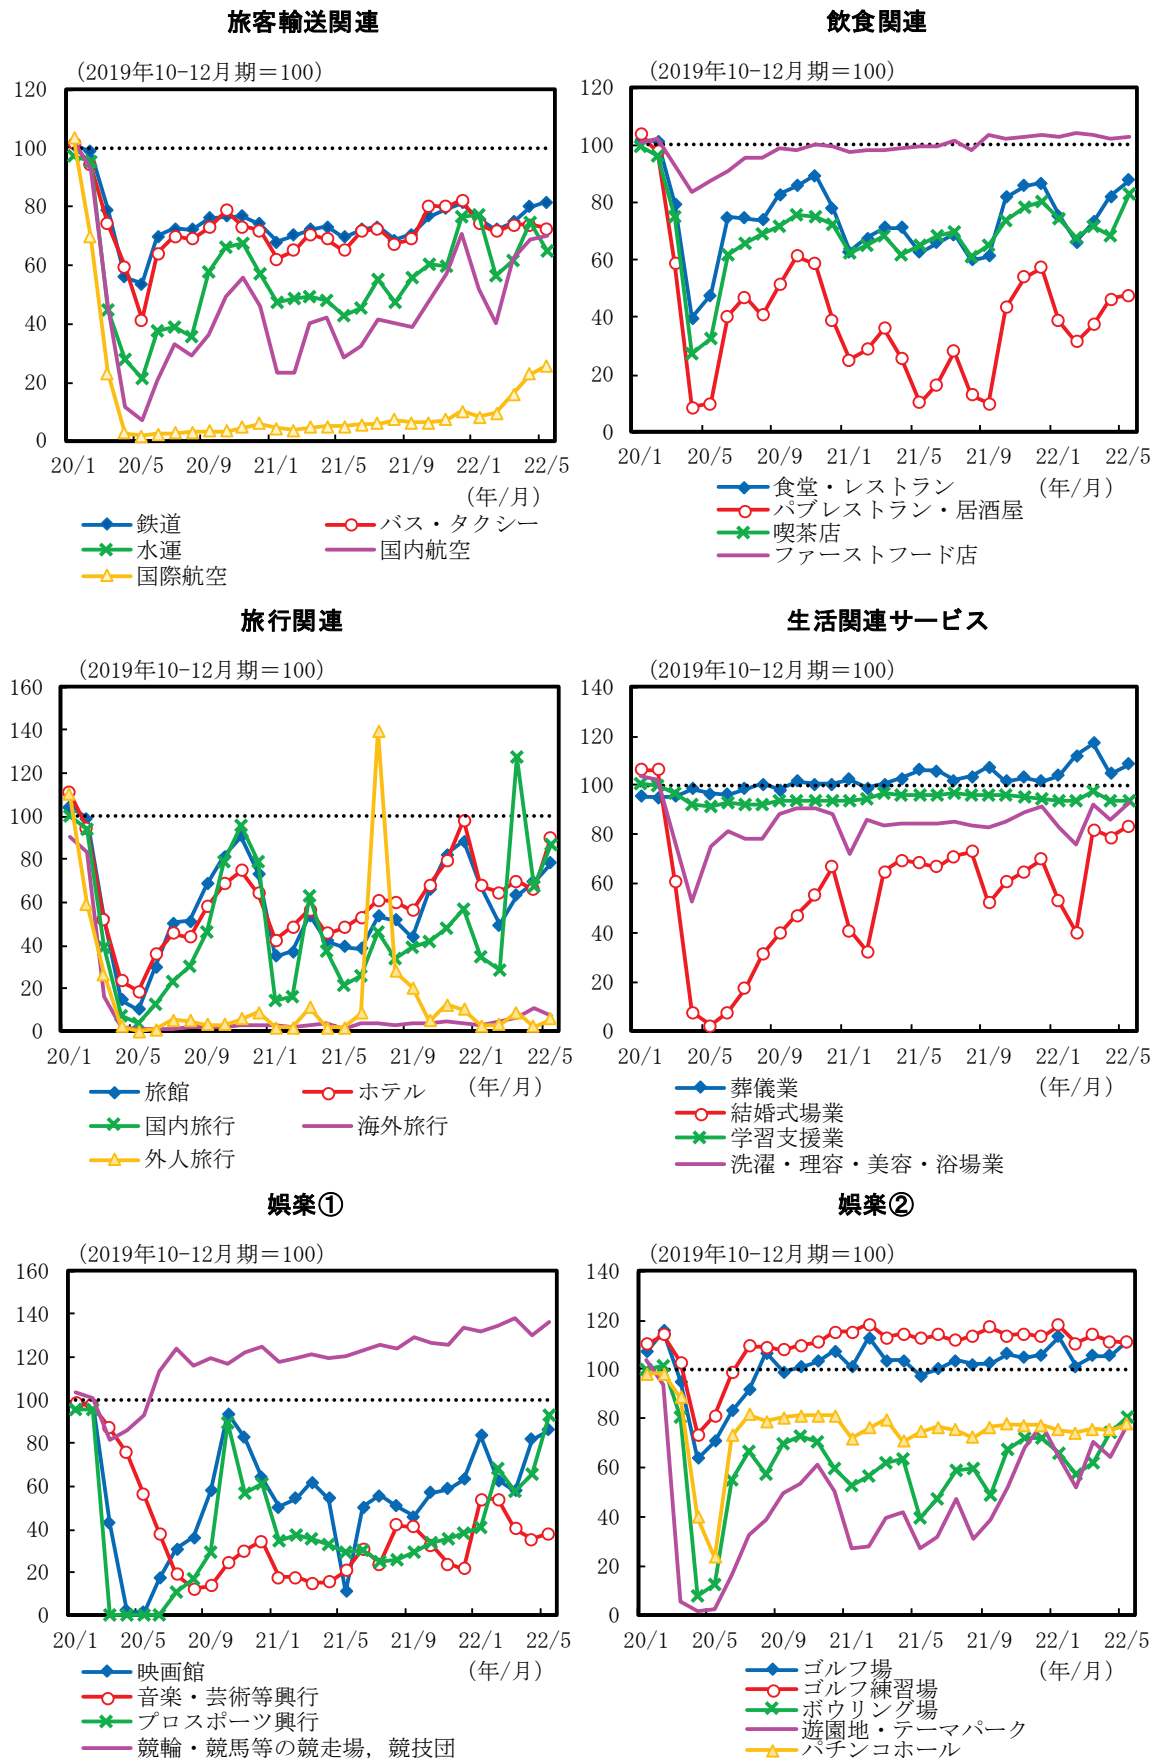 旅客輸送関連
(2019年10-12月期＝100)
120
100
80
60
40
20
0
20/1 20/5 20/9 21/1 21/5 21/9 22/1 22/5
(年/月)
鉄道 バス・タクシー
水運 国内航空
国際航空
飲食関連
(2019年10-12月期＝100)
120
100
80
60
40
20
0
20/1 20/5 20/9 21/1 21/5 21/9 22/1 22/5
(年/月)
食堂・レストラン
パブレストラン・居酒屋
喫茶店
ファーストフード店
旅行関連
(2019年10-12月期＝100)
160
140
120
100
80
60
40
20
0
20/1 20/5 20/9 21/1 21/5 21/9 22/1 22/5
(年/月)
旅館 ホテル
国内旅行 海外旅行
外人旅行
生活関連サービス
(2019年10-12月期＝100)
140
120
100
80
60
40
20
0
20/1 20/5 20/9 21/1 21/5 21/9 22/1 22/5
(年/月)
葬儀業
結婚式場業
学習支援業
洗濯・理容・美容・浴場業
娯楽①
(2019年10-12月期＝100)
160
140
120
100
80
60
40
20
0
20/1 20/5 20/9 21/1 21/5 21/9 22/1 22/5
(年/月)
映画館
音楽・芸術等興行
プロスポーツ興行
競輪・競馬等の競走場，競技団
娯楽②
(2019年10-12月期＝100)
140
120
100
80
60
40
20
0
20/1 20/5 20/9 21/1 21/5 21/9 22/1 22/5
(年/月)
ゴルフ場
ゴルフ練習場
ボウリング場
遊園地・テーマパーク
パチンコホール